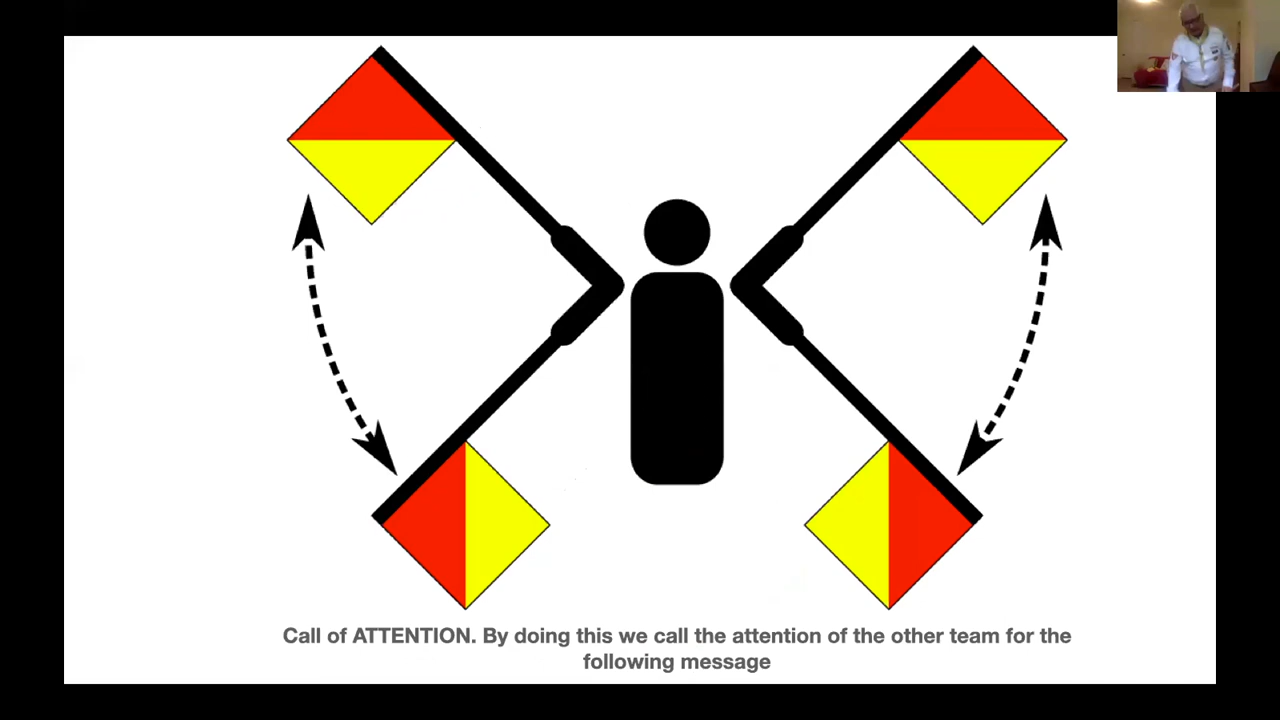 Call of ATTENTION. By doing this we call the attention of the other team for the
following message